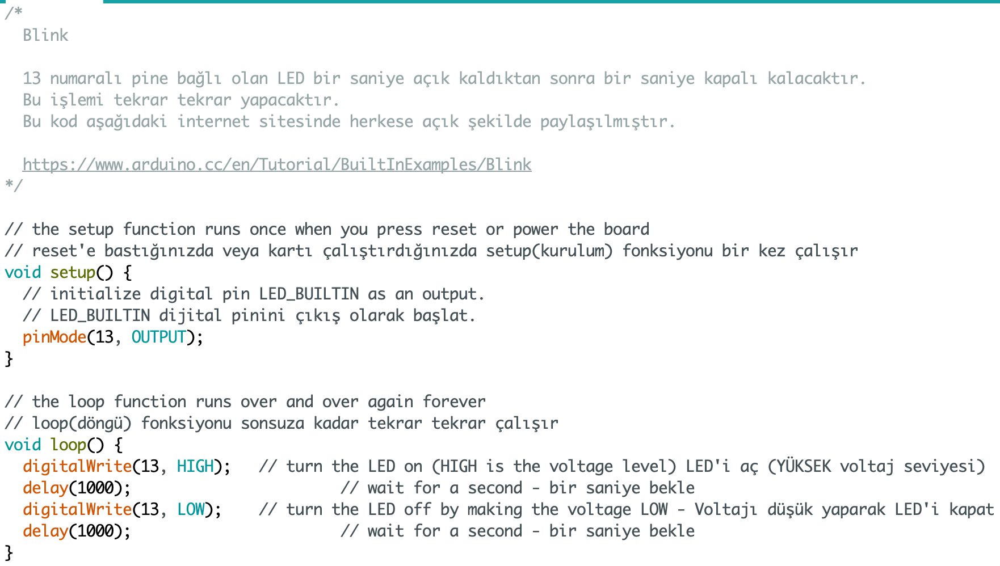 /*
  Blink

  13 numaralı pine bağlı olan LED bir saniye açık kaldıktan sonra bir saniye kapalı kalacaktır.
  Bu işlemi tekrar tekrar yapacaktır.
  Bu kod aşağıdaki internet sitesinde herkese açık şekilde paylaşılmıştır.

  https://www.arduino.cc/en/Tutorial/BuiltInExamples/Blink
*/

// the setup function runs once when you press reset or power the board
// reset'e bastığınızda veya kartı çalıştırdığınızda setup(kurulum) fonksiyonu bir kez çalışır
void setup() {
  // initialize digital pin LED_BUILTIN as an output.
  // LED_BUILTIN dijital pinini çıkış olarak başlat.
  pinMode(13, OUTPUT);
}

// the loop function runs over and over again forever
// loop(döngü) fonksiyonu sonsuza kadar tekrar tekrar çalışır
void loop() {
  digitalWrite(13, HIGH);   // turn the LED on (HIGH is the voltage level) LED'i aç (YÜKSEK voltaj seviyesi)
  delay(1000);                       // wait for a second - bir saniye bekle
  digitalWrite(13, LOW);    // turn the LED off by making the voltage LOW - Voltajı düşük yaparak LED'i kapat
  delay(1000);                       // wait for a second - bir saniye bekle
}